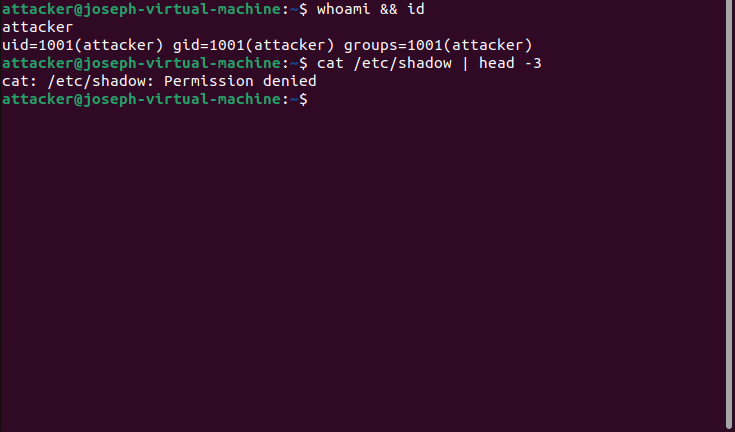 attacker@joseph-virtual-machine:~$ whoami && id
attacker
uid=1001(attacker) gid=1001(attacker) groups=1001(attacker)
attacker@joseph-virtual-machine:~$ cat /etc/shadow | head -3
cat: /etc/shadow: Permission denied
attacker@joseph-virtual-machine:~$